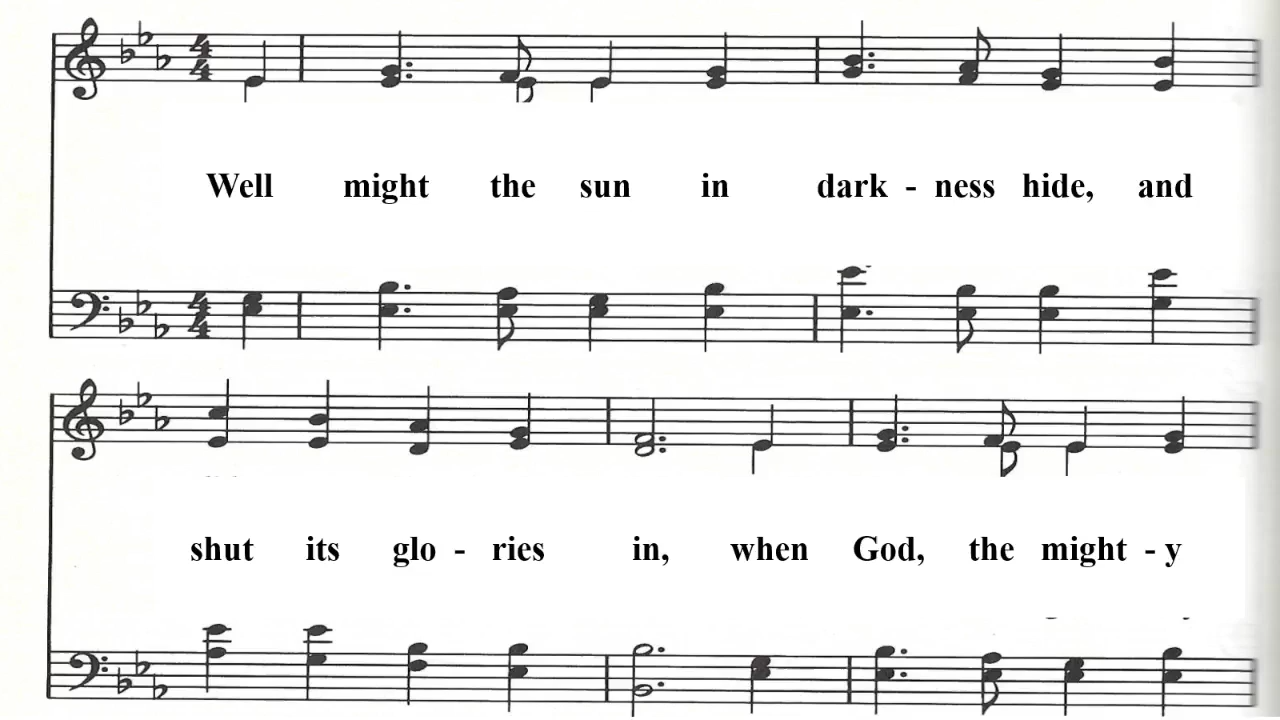 Well might the sun in dark - ness hide, and
shut its glo - ries in, when God, the might - y